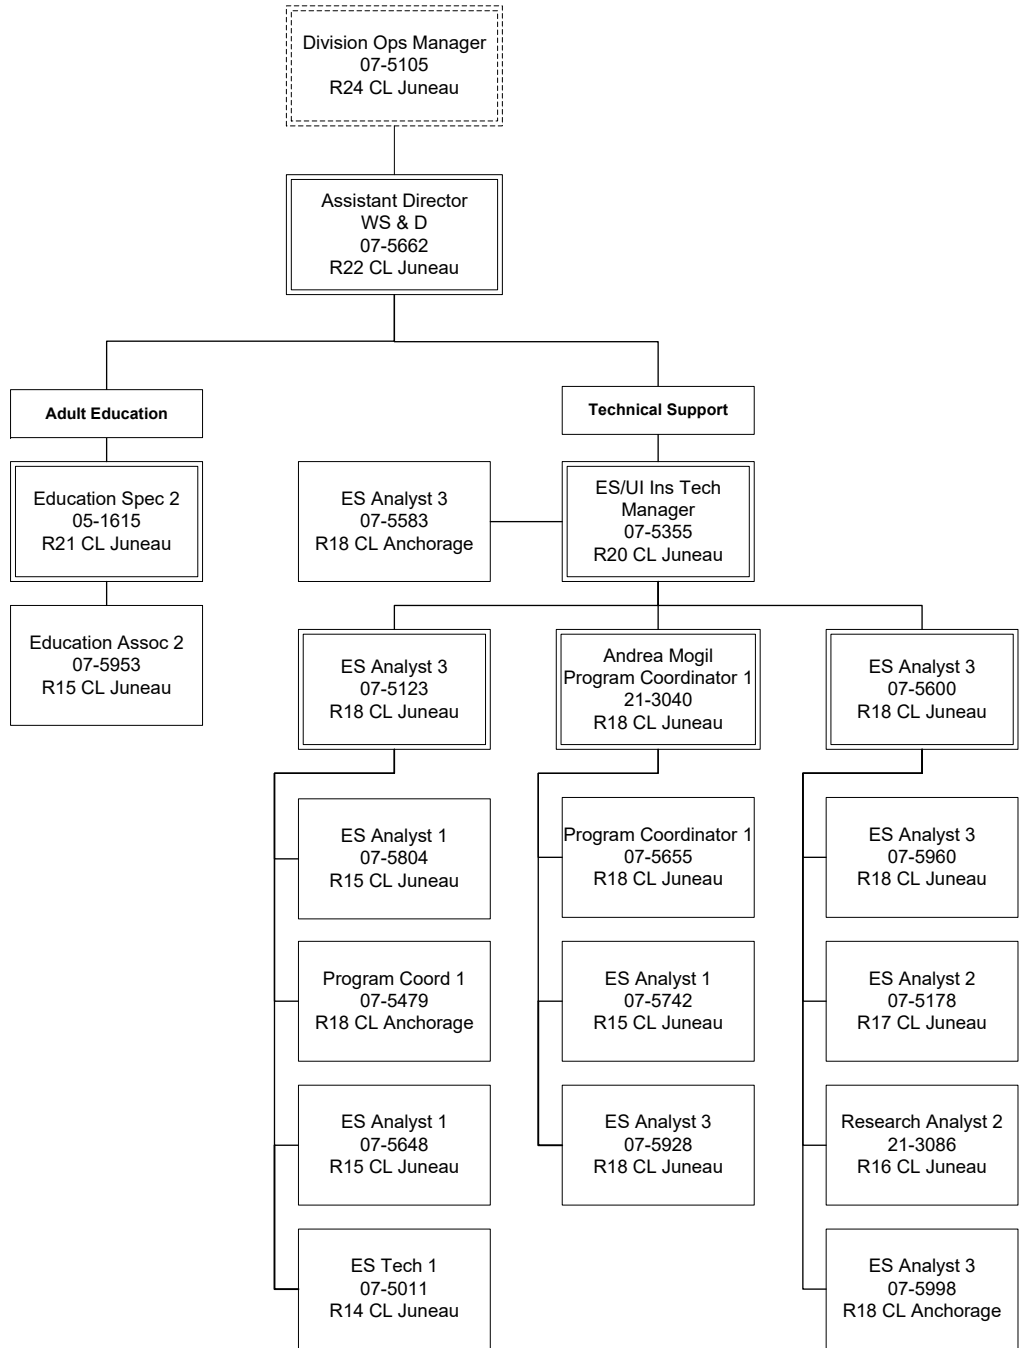 Division Ops Manager
07-5105
R24 CL Juneau
Assistant Director
WS & D
07-5662
R22 CL Juneau
Adult Education
Technical Support
Education Spec 2
05-1615
R21 CL Juneau
ES Analyst 3
07-5583
R18 CL Anchorage
ES/UI Ins Tech
Manager
07-5355
R20 CL Juneau
Education Assoc 2
07-5953
R15 CL Juneau
ES Analyst 3
07-5123
R18 CL Juneau
Andrea Mogil
Program Coordinator 1
21-3040
R18 CL Juneau
ES Analyst 3
07-5600
R18 CL Juneau
ES Analyst 1
07-5804
R15 CL Juneau
Program Coordinator 1
07-5655
R18 CL Juneau
ES Analyst 3
07-5960
R18 CL Juneau
Program Coord 1
07-5479
R18 CL Anchorage
ES Analyst 1
07-5742
R15 CL Juneau
ES Analyst 2
07-5178
R17 CL Juneau
ES Analyst 1
07-5648
R15 CL Juneau
ES Analyst 3
07-5928
R18 CL Juneau
Research Analyst 2
21-3086
R16 CL Juneau
ES Tech 1
07-5011
R14 CL Juneau
ES Analyst 3
07-5998
R18 CL Anchorage